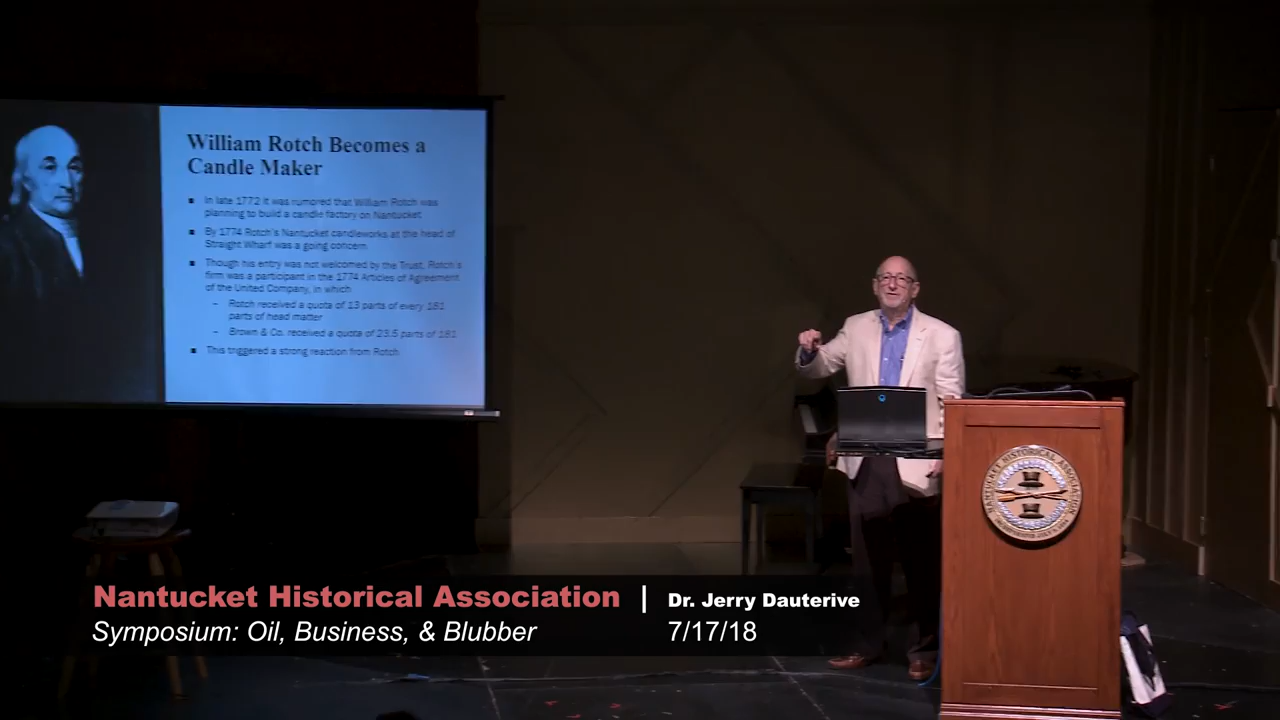 William Rotch Becomes a
Candle Maker
▪ In late 1772 it was rumored that William Rotch was
planning to build a candle factory on Nantucket
▪ By 1774 Rotch's Nantucket candleworks at the head of
Straight Wharf was a going concern
▪ Though his entry was not welcomed by the Trust, Rotch's
firm was a participant in the 1774 Articles of Agreement
of the United Company, in which
– Rotch received a quote of 13 parts of every 181
parts of head matter
– Brown & Co. received a quote of 23.5 parts of 181
▪ This triggered a strong reaction from Rotch
NANTUCKET HISTORICAL ASSOCIATION
Nantucket Historical Association | Dr. Jerry Dauterive
Symposium: Oil, Business, & Blubber 7/17/18